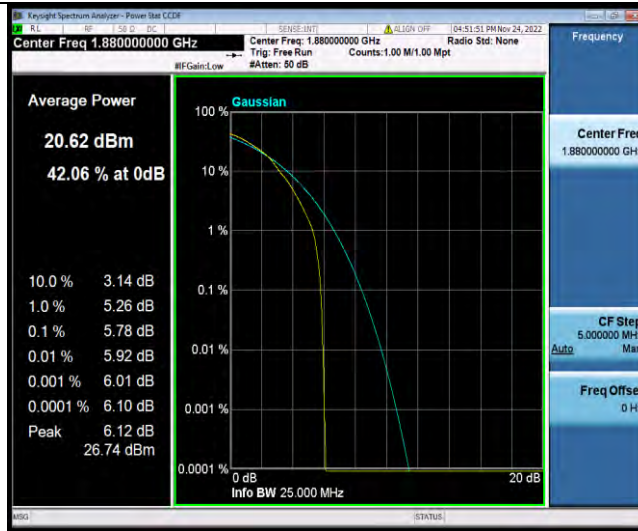 Keysight Spectrum Analyzer - Power Stat CCDF
RL RF 50 Ω DC SENSE:INT ALIGN OFF 04:51:51 PM Nov 24, 2022
Center Freq 1.880000000 GHz
Center Freq: 1.880000000 GHz Radio Std: None
Trig: Free Run Counts:1.00 M/1.00 Mpt
#IFGain:Low #Atten: 50 dB
Frequency
Average Power
20.62 dBm
42.06 % at 0dB
10.0 % 3.14 dB
1.0 % 5.26 dB
0.1 % 5.78 dB
0.01 % 5.92 dB
0.001 % 6.01 dB
0.0001 % 6.10 dB
Peak 6.12 dB
26.74 dBm
Gaussian
100 %
10 %
1 %
0.1 %
0.01 %
0.001 %
0.0001 %
0 dB 20 dB
Info BW 25.000 MHz
Center Fre
1.880000000 GH
CF Step
5.000000 MH
Auto Ma
Freq Offse
0 H
MSG STATUS